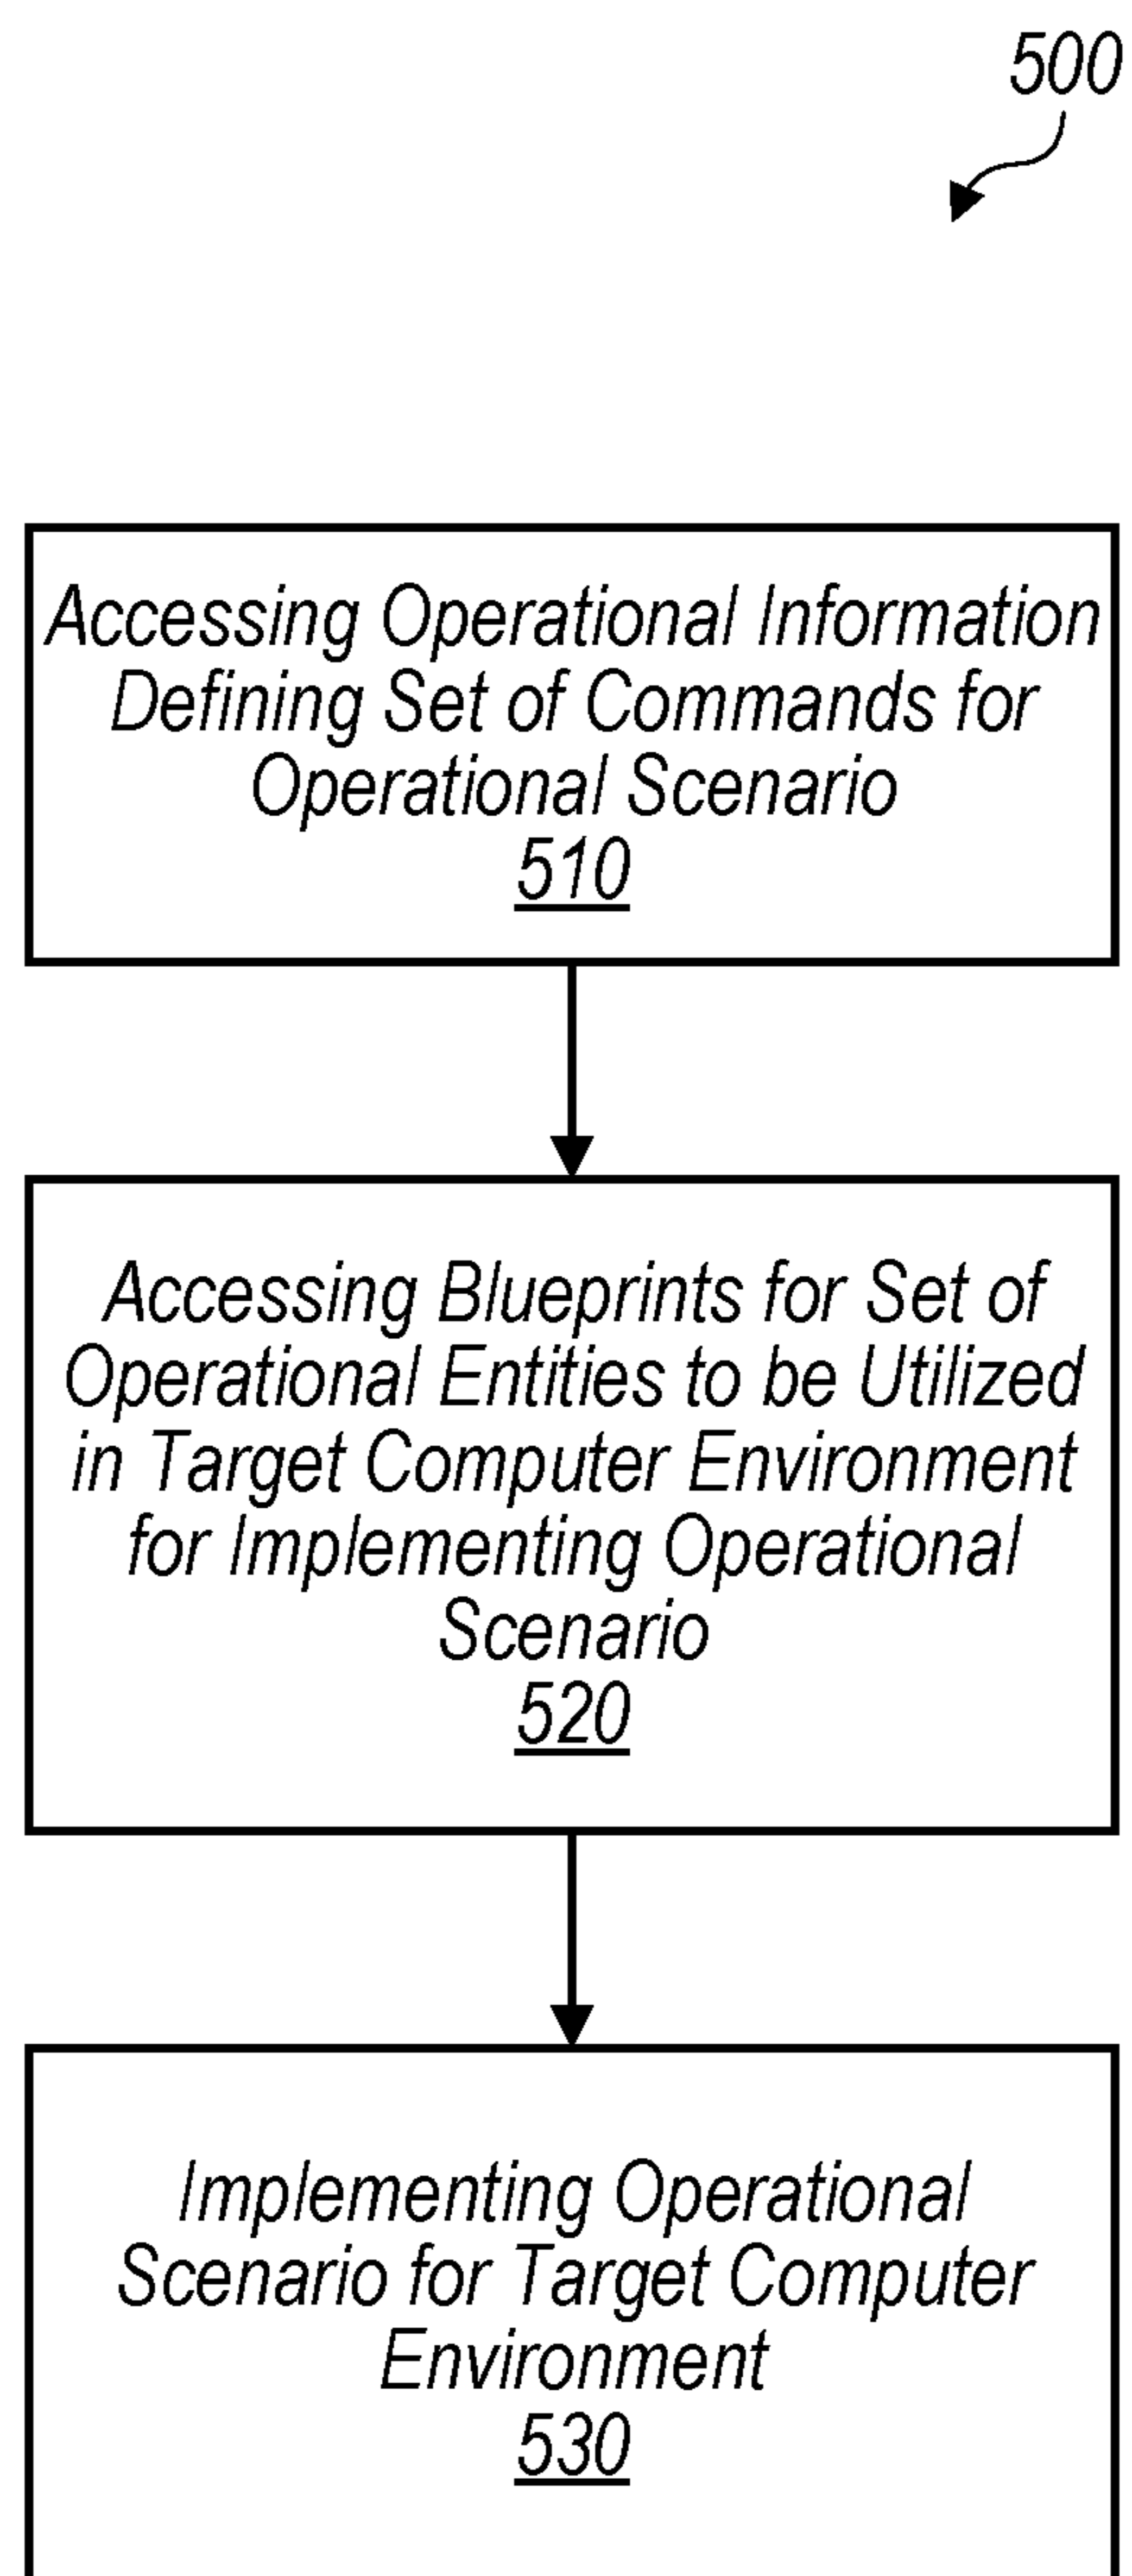 500
Accessing Operational Information
Defining Set of Commands for
Operational Scenario
510
Accessing Blueprints for Set of
Operational Entities to be Utilized
in Target Computer Environment
for Implementing Operational
Scenario
520
Implementing Operational
Scenario for Target Computer
Environment
530